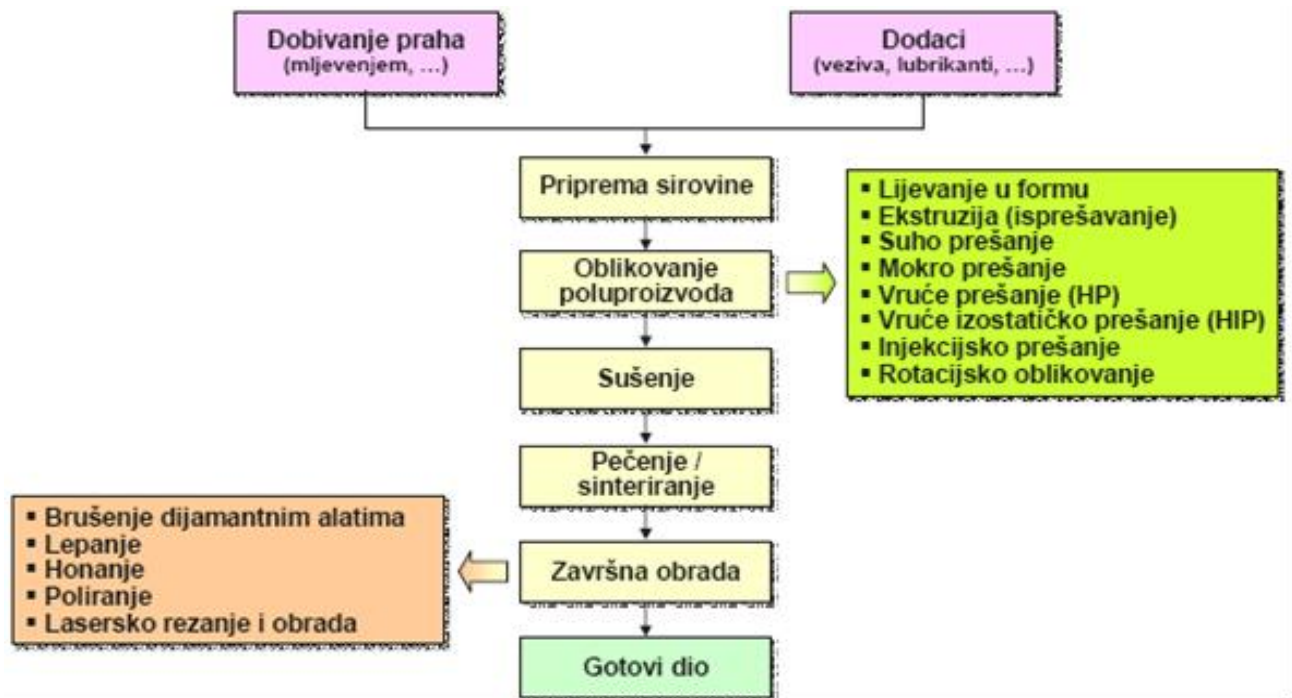 Dobivanje praha
(mljevenjem, ...)
Dodaci
(veziva, lubrikanti, ...)
Priprema sirovine
Oblikovanje
poluproizvoda
▪ Lijevanje u formu
▪ Ekstruzija (isprešavanje)
▪ Suho prešanje
▪ Mokro prešanje
▪ Vruće prešanje (HP)
▪ Vruće izostatičko prešanje (HIP)
▪ Injekcijsko prešanje
▪ Rotacijsko oblikovanje
Sušenje
Pečenje /
sinteriranje
Završna obrada
▪ Brušenje dijamantnim alatima
▪ Lepanje
▪ Honanje
▪ Poliranje
▪ Lasersko rezanje i obrada
Gotovi dio